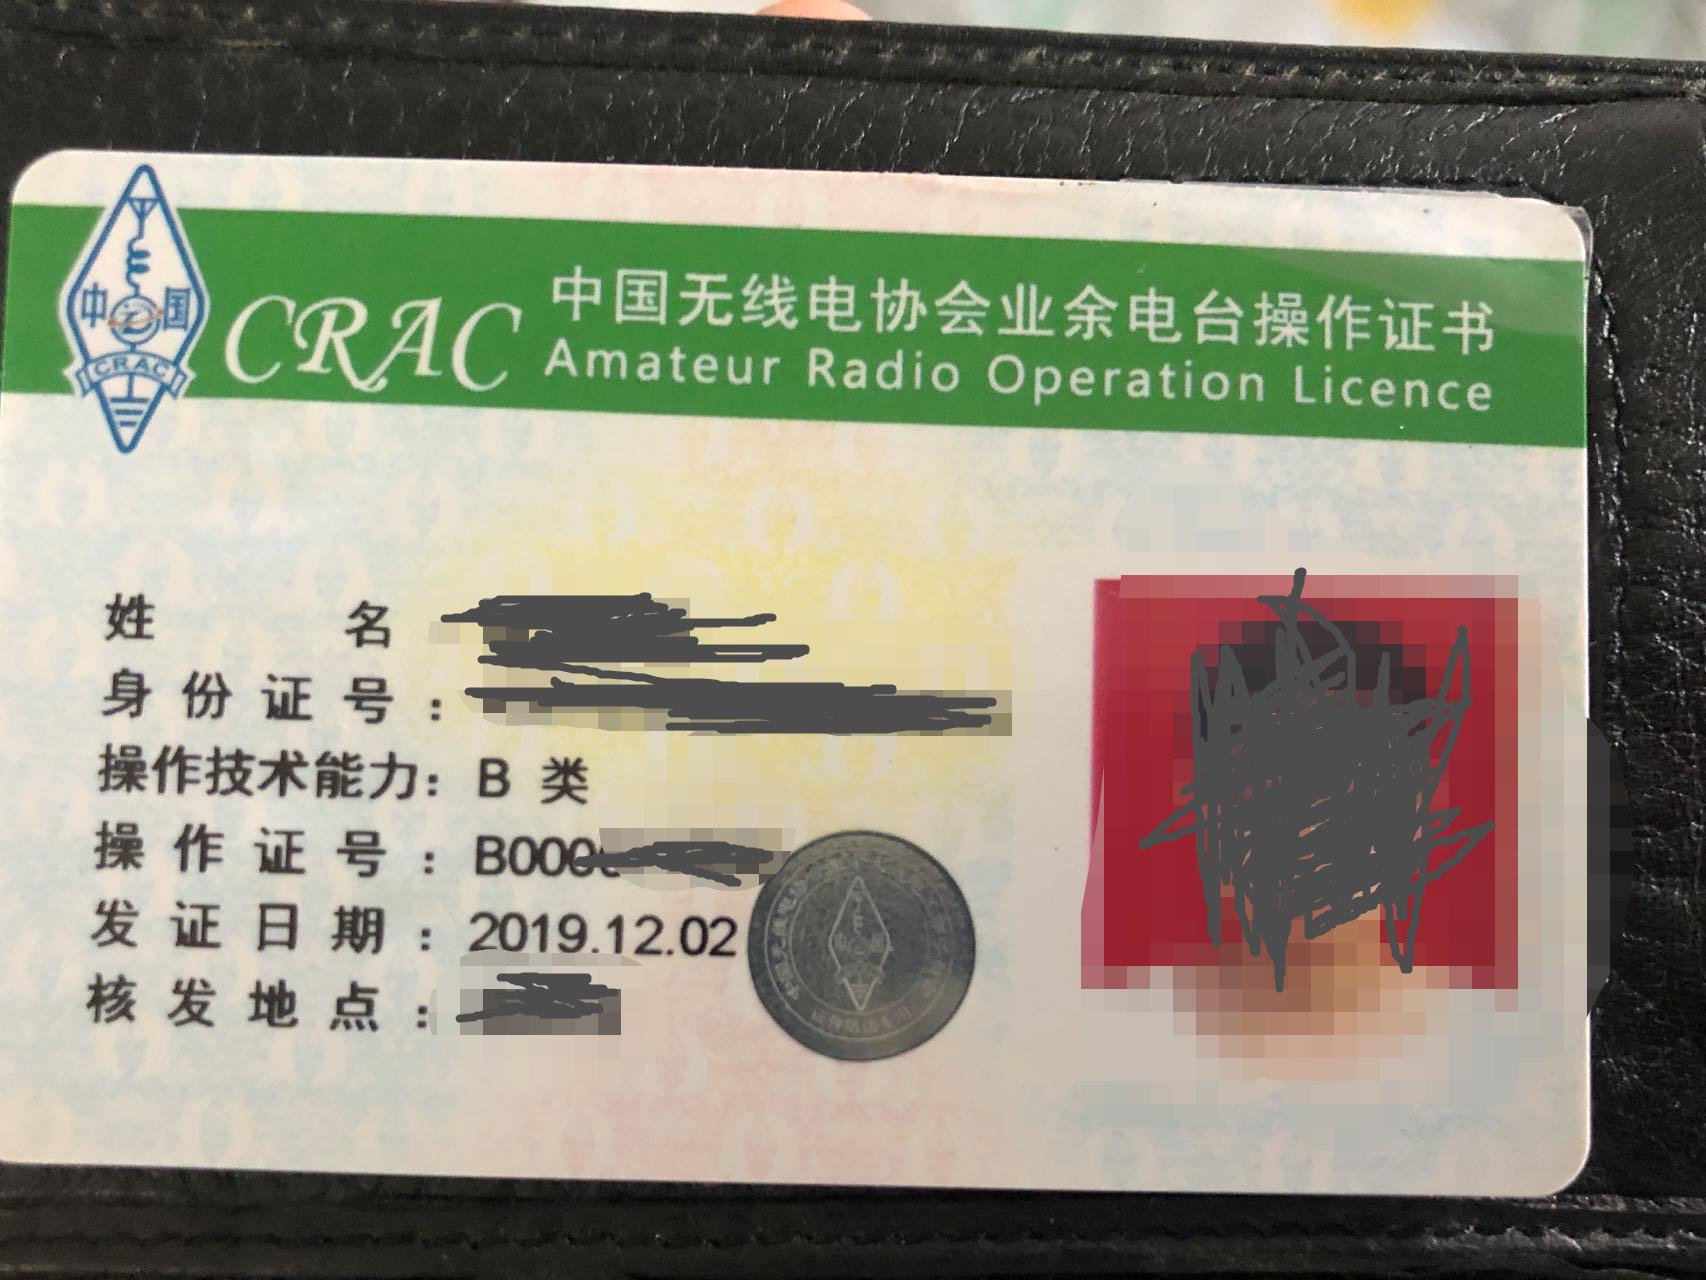 中国
CRAC
CRAC
中国无线电协会业余电台操作证书
Amateur Radio Operation Licence
姓 名
身份证号：
操作技术能力：B 类
操作证号：B000
发证日期：2019.12.02
核发地点：